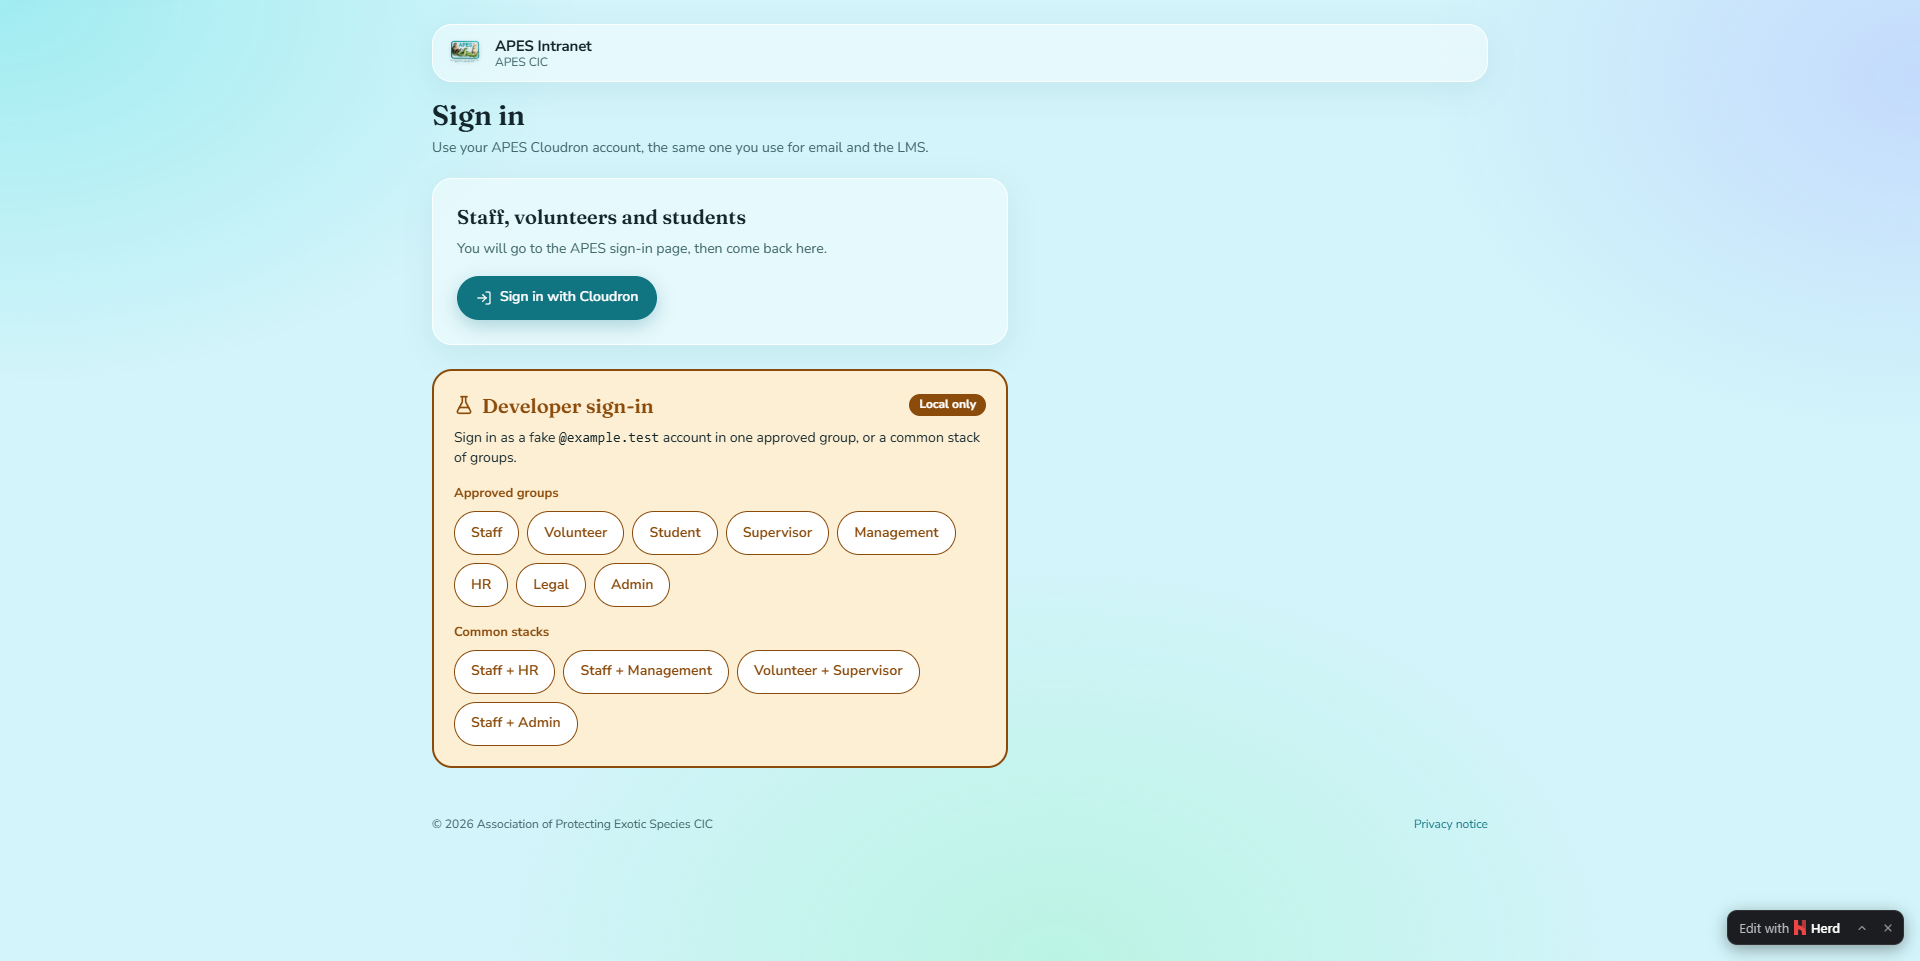 APES Intranet
APES CIC
Sign in
Use your APES Cloudron account, the same one you use for email and the LMS.
Staff, volunteers and students
You will go to the APES sign-in page, then come back here.
Sign in with Cloudron
Developer sign-in
Local only
Sign in as a fake @example.test account in one approved group, or a common stack
of groups.
Approved groups
Staff
Volunteer
Student
Supervisor
Management
HR
Legal
Admin
Common stacks
Staff + HR
Staff + Management
Volunteer + Supervisor
Staff + Admin
© 2026 Association of Protecting Exotic Species CIC
Privacy notice
Edit with Herd